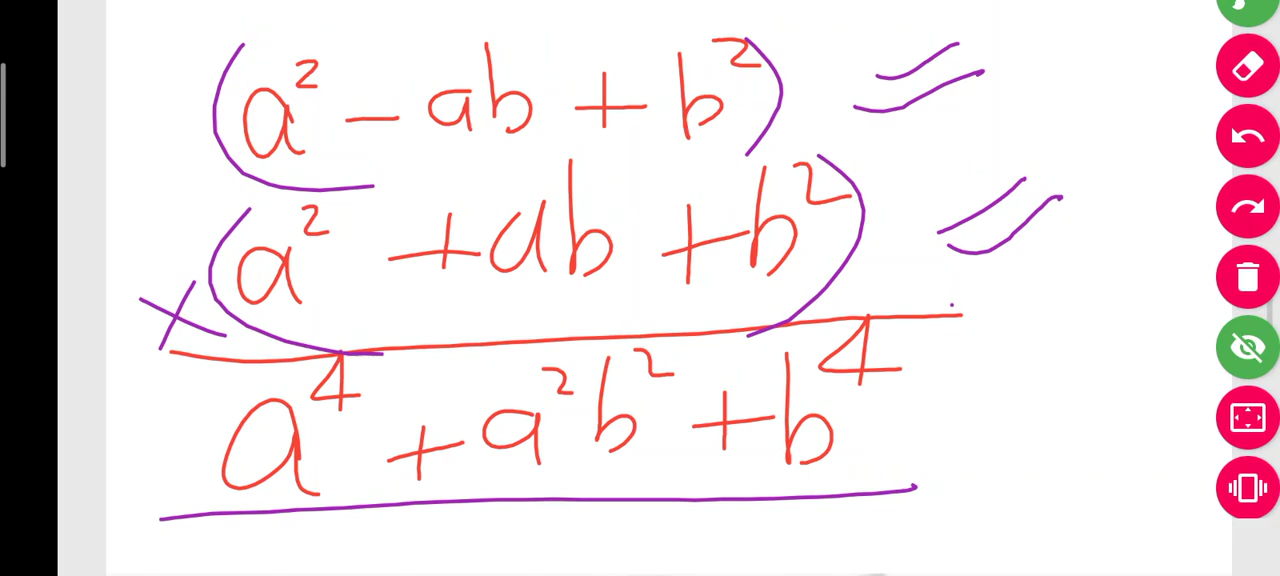 (a² - ab + b²)
× (a² + ab + b²)
a⁴ + a²b² + b⁴